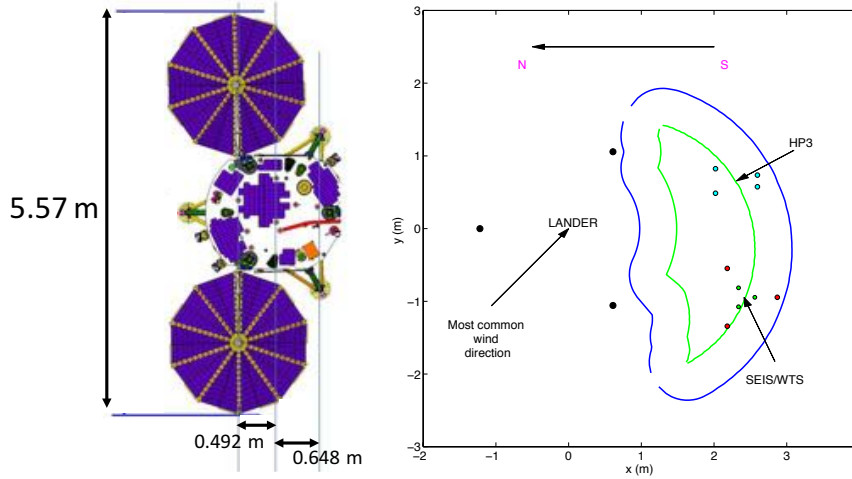 5.57 m
0.492 m
0.648 m
3
2
1
0
−1
−2
−3
y (m)
N
S
HP3
LANDER
Most common
wind
direction
SEIS/WTS
−2
−1
0
1
2
3
x (m)